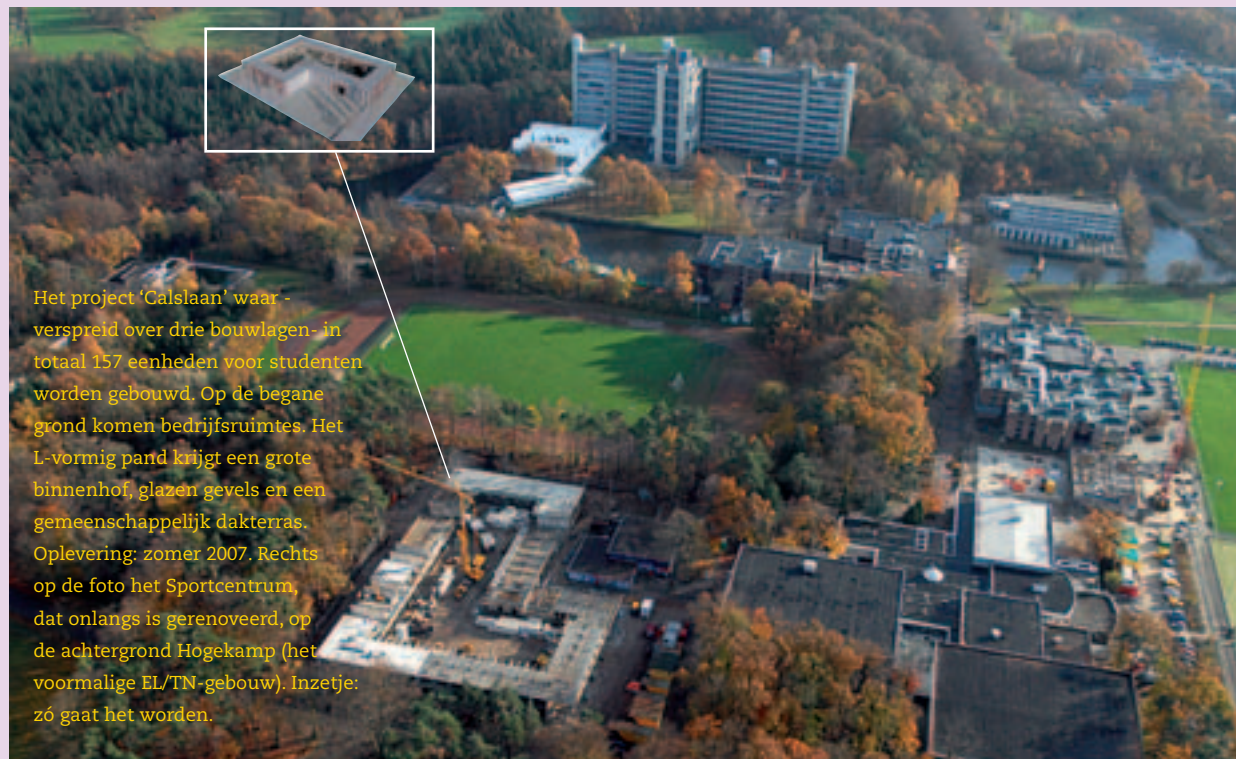 Het project ‘Calslaan’ waar -
verspreid over drie bouwlagen- in
totaal 157 eenheden voor studenten
worden gebouwd. Op de begane
grond komen bedrijfsruimtes. Het
L-vormig pand krijgt een grote
binnenhof, glazen gevels en een
gemeenschappelijk dakterras.
Oplevering: zomer 2007. Rechts
op de foto het Sportcentrum,
dat onlangs is gerenoveerd, op
de achtergrond Hogekamp (het
voormalige EL/TN-gebouw). Inzetje:
zó gaat het worden.